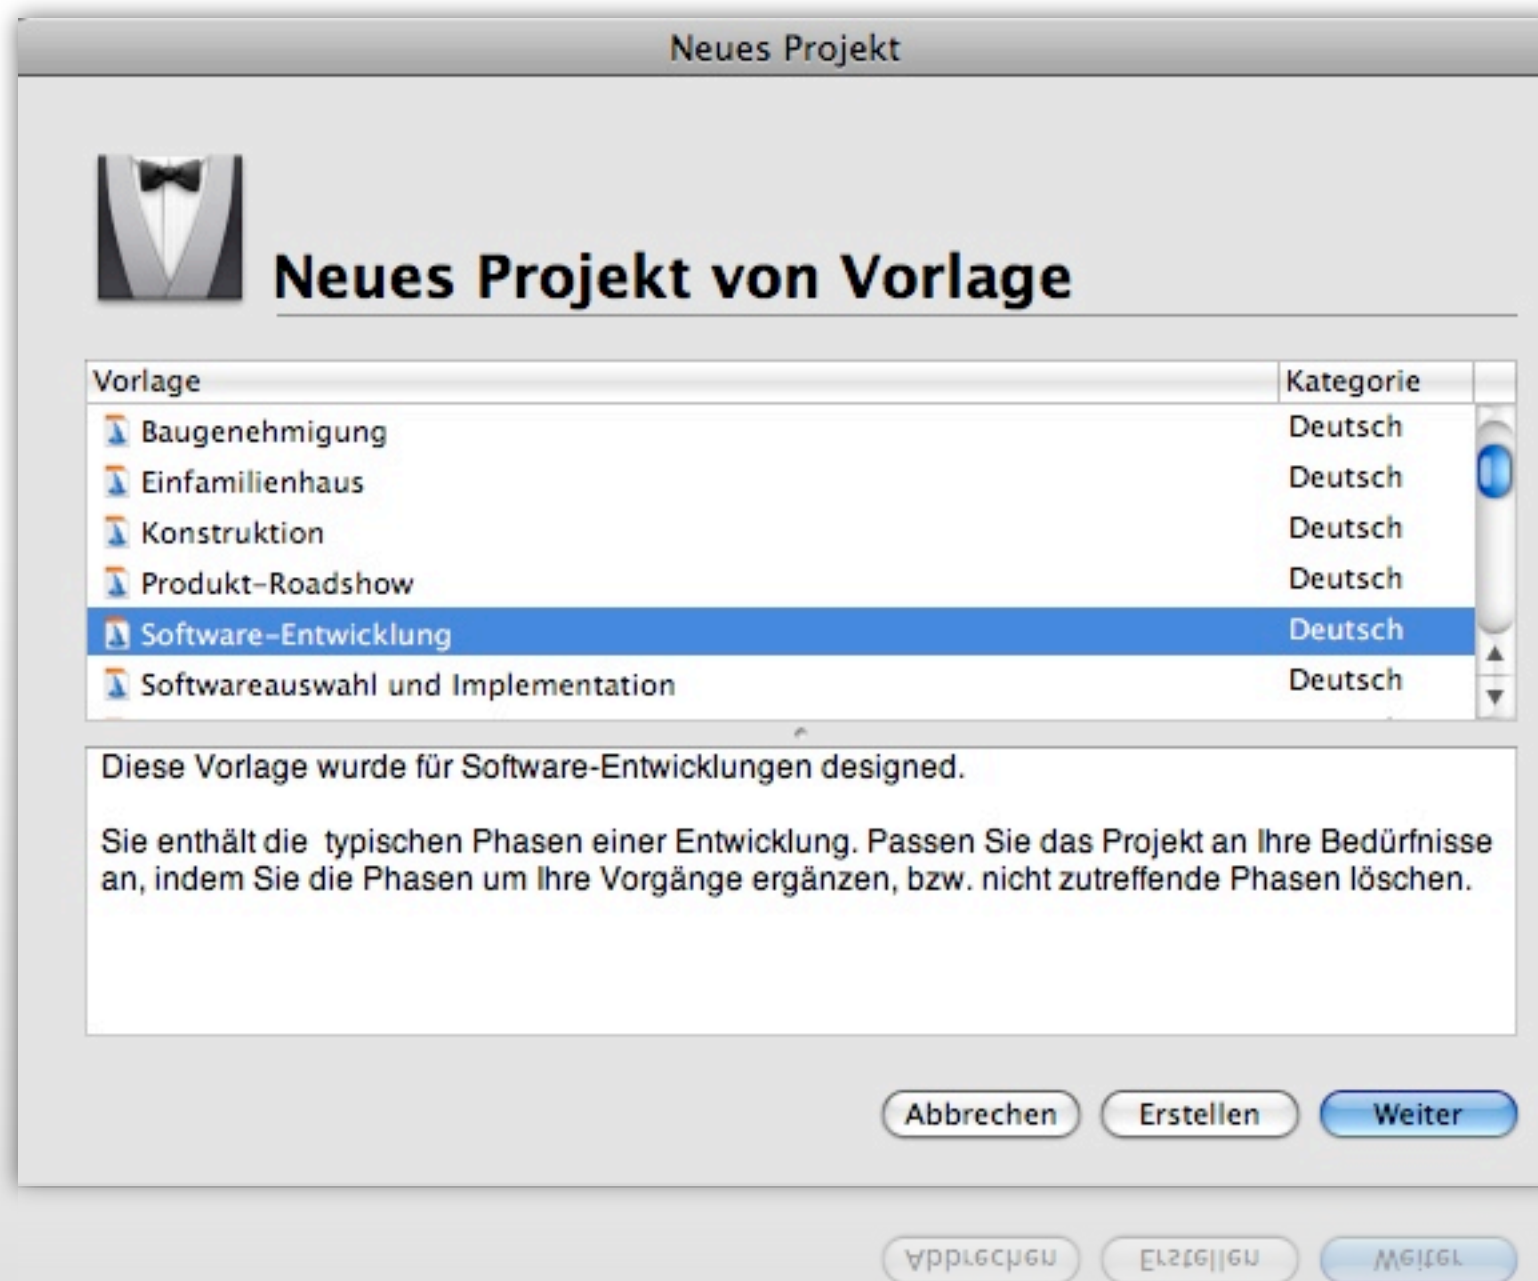 Neues Projekt
Neues Projekt von Vorlage
Vorlage Kategorie
Baugenehmigung Deutsch
Einfamilienhaus Deutsch
Konstruktion Deutsch
Produkt-Roadshow Deutsch
Software-Entwicklung Deutsch
Softwareauswahl und Implementation Deutsch
Diese Vorlage wurde für Software-Entwicklungen designed.
Sie enthält die  typischen Phasen einer Entwicklung. Passen Sie das Projekt an Ihre Bedürfnisse
an, indem Sie die Phasen um Ihre Vorgänge ergänzen, bzw. nicht zutreffende Phasen löschen.
Abbrechen Erstellen Weiter
Abbrechen Erstellen Weiter